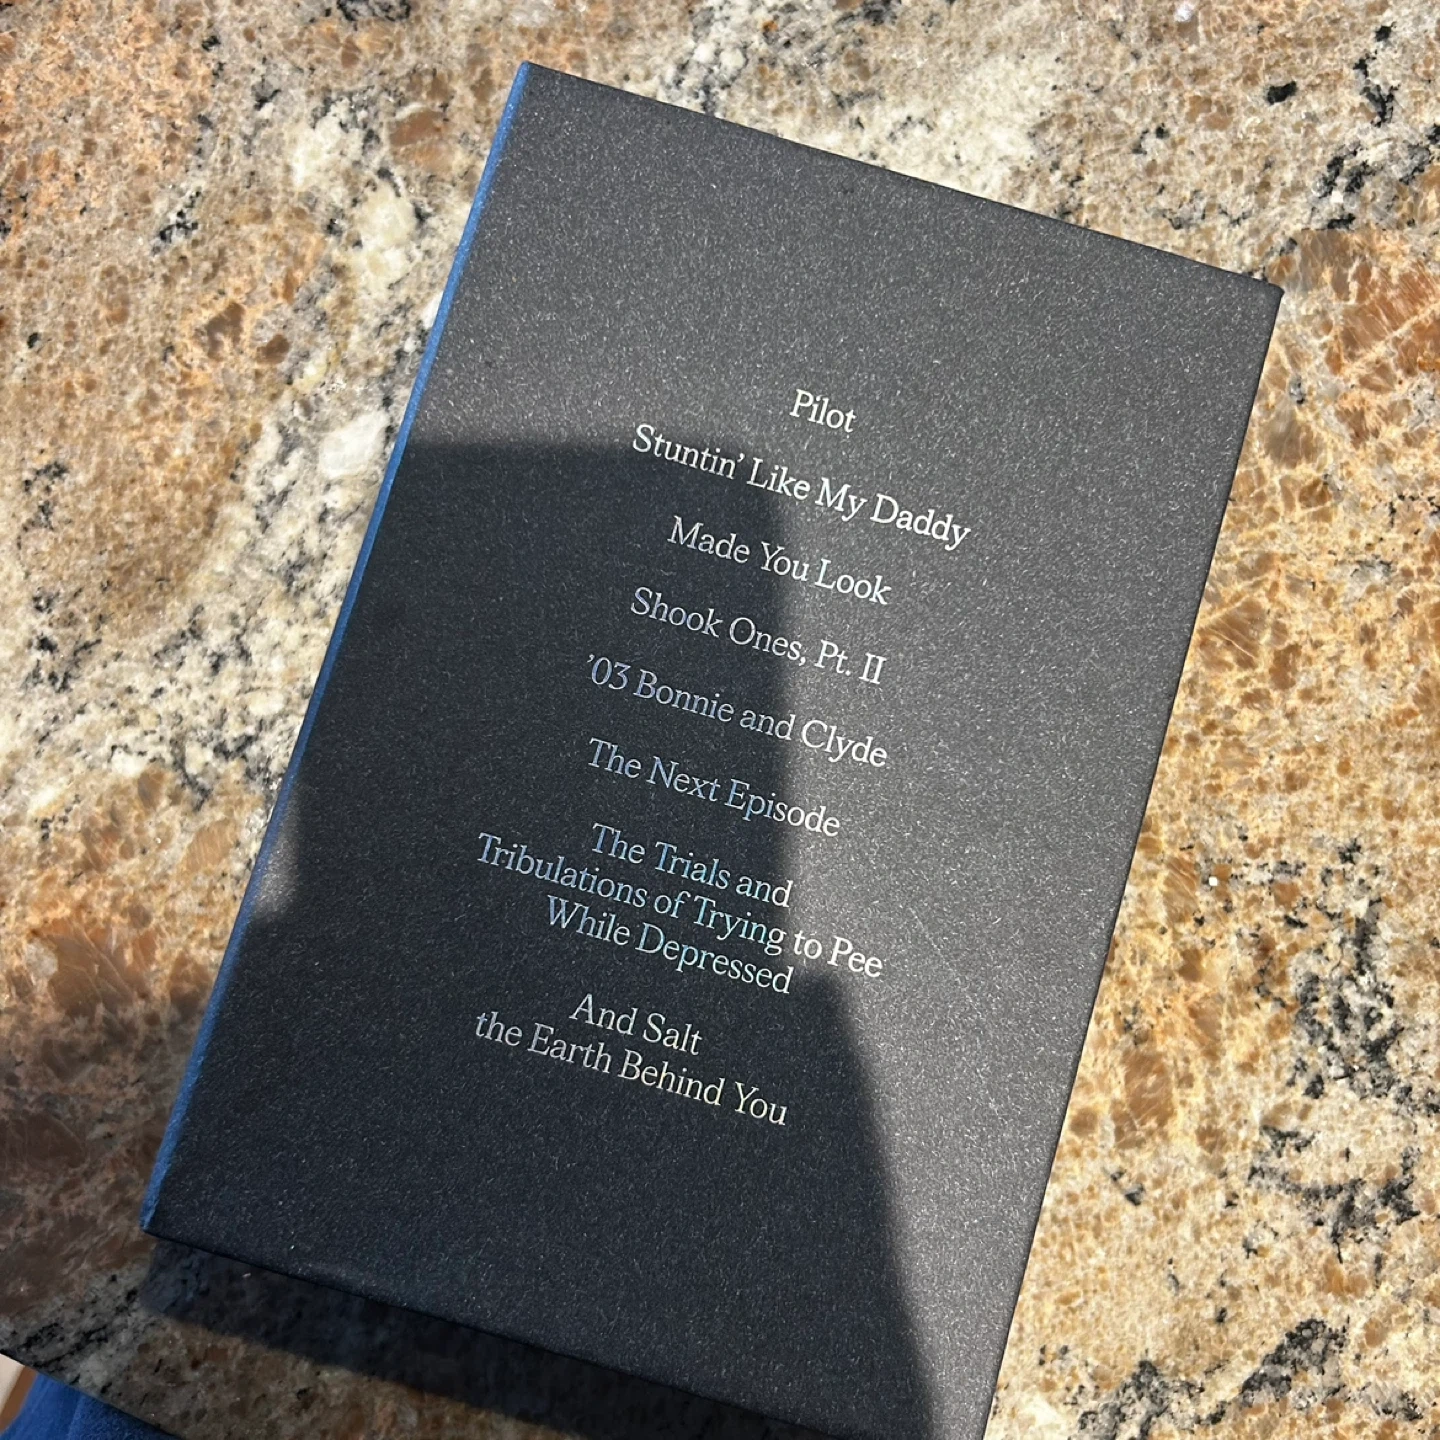 Pilot
Stuntin’ Like My Daddy
Made You Look
Shook Ones, Pt. II
’03 Bonnie and Clyde
The Next Episode
The Trials and
Tribulations of Trying to Pee
While Depressed
And Salt
the Earth Behind You